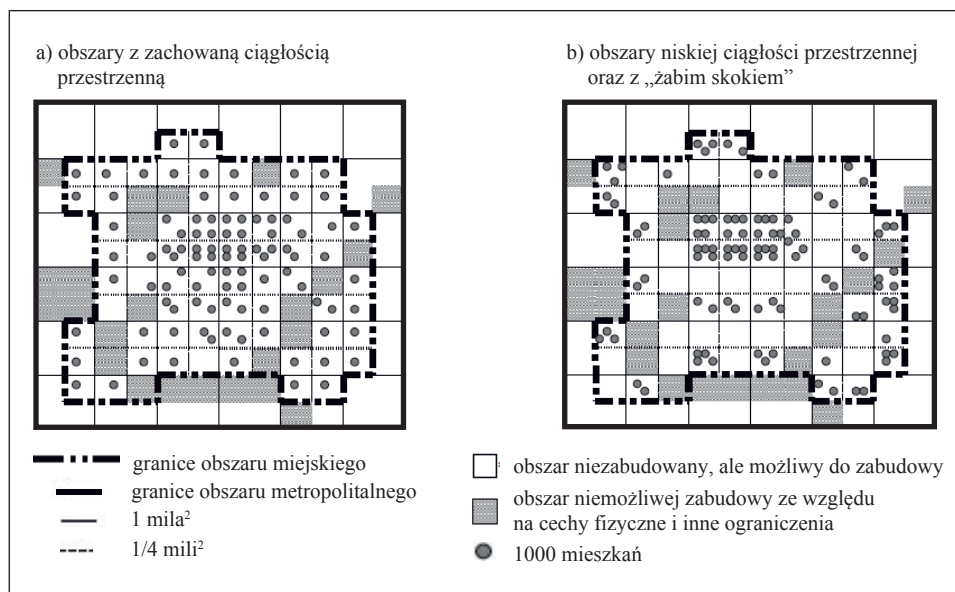 a) obszary z zachowaną ciągłością
przestrzenną
b) obszary niskiej ciągłości przestrzennej
oraz z „żabim skokiem”
granice obszaru miejskiego
granice obszaru metropolitalnego
1 mila²
1/4 mili²
obszar niezabudowany, ale możliwy do zabudowy
obszar niemożliwej zabudowy ze względu
na cechy fizyczne i inne ograniczenia
1000 mieszkań